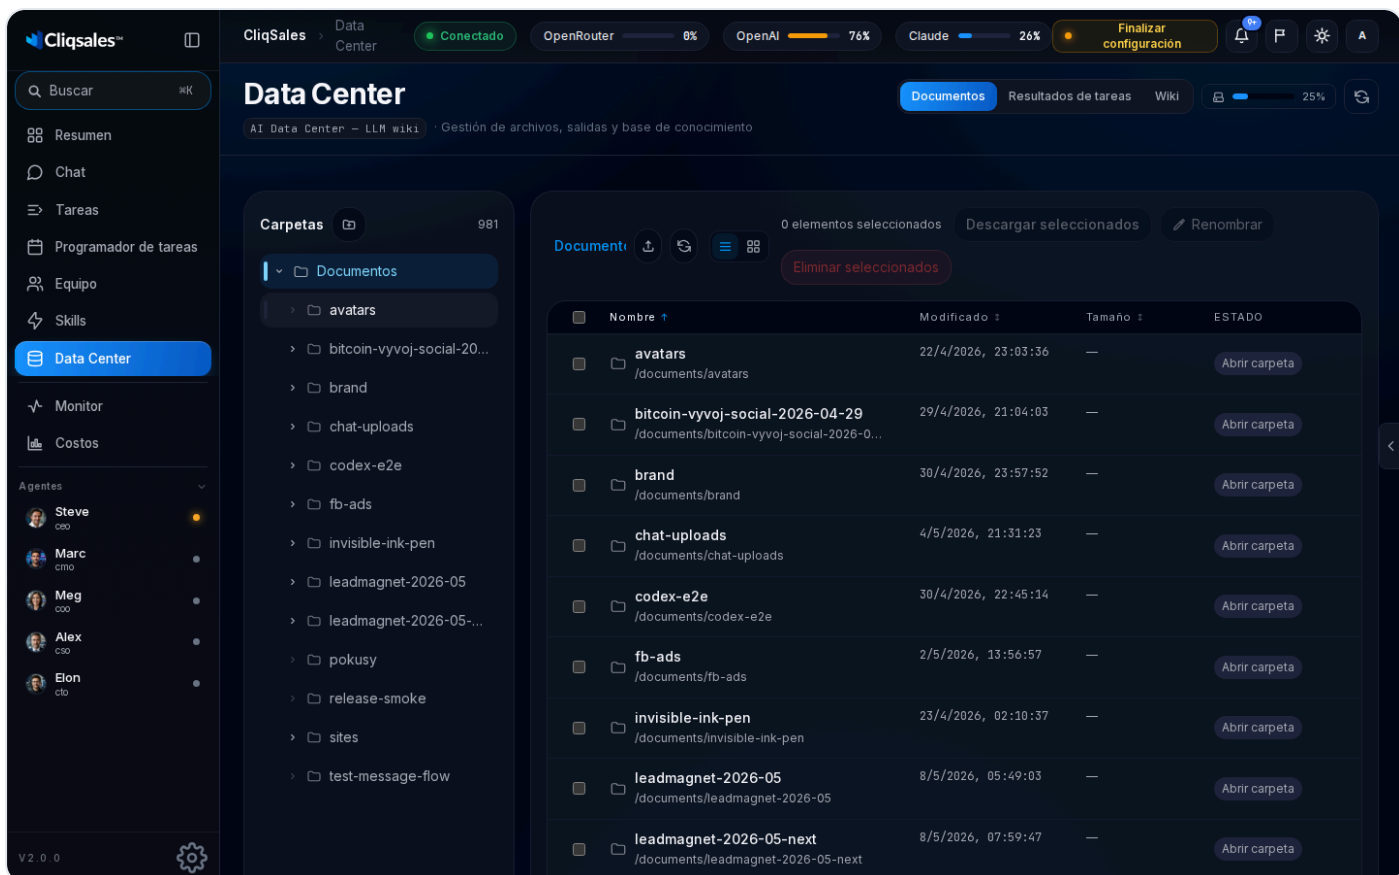 Cliqsales™
Buscar ⌘K
Resumen
Chat
Tareas
Programador de tareas
Equipo
Skills
Data Center
Monitor
Costos
Agentes
Steve
ceo
Marc
cmo
Meg
coo
Alex
cso
Elon
cto
V2.0.0
CliqSales › Data Center
Conectado
OpenRouter 0%
OpenAI 76%
Claude 26%
Finalizar configuración
9+
A
Data Center
AI Data Center — LLM wiki · Gestión de archivos, salidas y base de conocimiento
Documentos Resultados de tareas Wiki
25%
Carpetas 981
Documentos
avatars
bitcoin-vyvoj-social-20...
brand
chat-uploads
codex-e2e
fb-ads
invisible-ink-pen
leadmagnet-2026-05
leadmagnet-2026-05-...
pokusy
release-smoke
sites
test-message-flow
Document
0 elementos seleccionados Descargar seleccionados Renombrar
Eliminar seleccionados
Nombre ↑ Modificado ↕ Tamaño ↕ ESTADO
avatars 22/4/2026, 23:03:36 — Abrir carpeta
/documents/avatars
bitcoin-vyvoj-social-2026-04-29 29/4/2026, 21:04:03 — Abrir carpeta
/documents/bitcoin-vyvoj-social-2026-0...
brand 30/4/2026, 23:57:52 — Abrir carpeta
/documents/brand
chat-uploads 4/5/2026, 21:31:23 — Abrir carpeta
/documents/chat-uploads
codex-e2e 30/4/2026, 22:45:14 — Abrir carpeta
/documents/codex-e2e
fb-ads 2/5/2026, 13:56:57 — Abrir carpeta
/documents/fb-ads
invisible-ink-pen 23/4/2026, 02:10:37 — Abrir carpeta
/documents/invisible-ink-pen
leadmagnet-2026-05 8/5/2026, 05:49:03 — Abrir carpeta
/documents/leadmagnet-2026-05
leadmagnet-2026-05-next 8/5/2026, 07:59:47 — Abrir carpeta
/documents/leadmagnet-2026-05-next